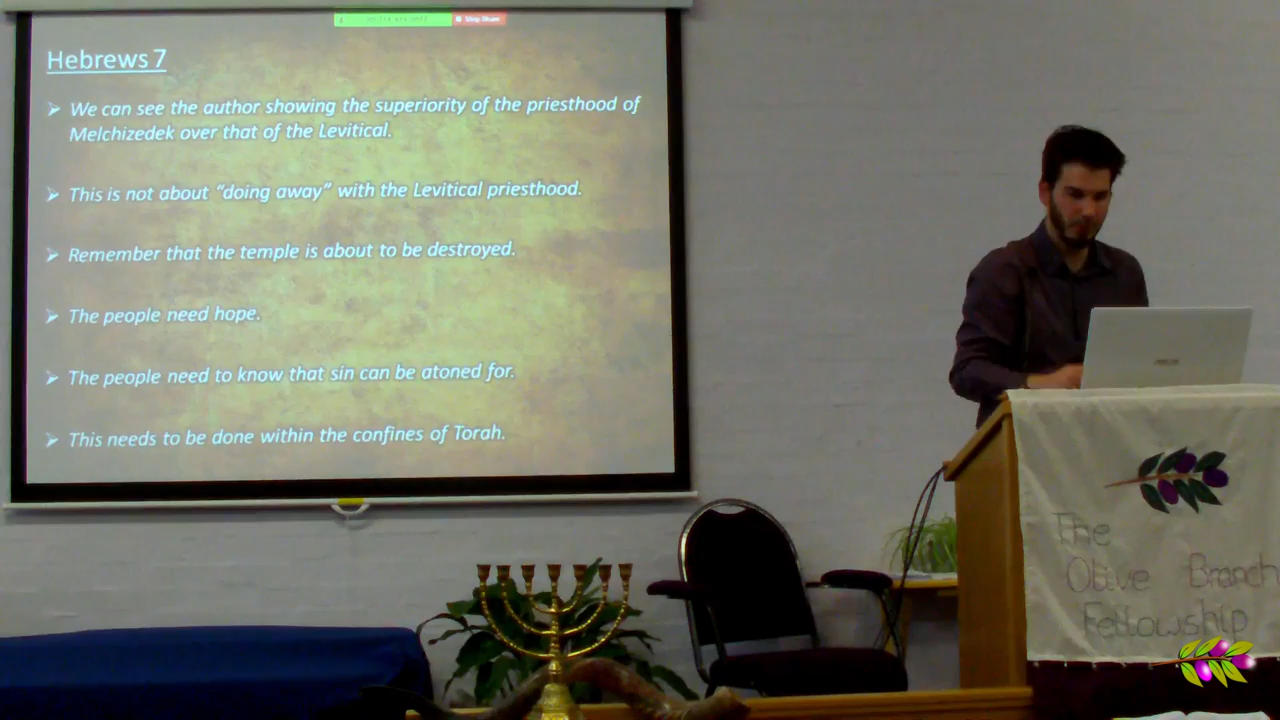 Stop Share
Hebrews 7
We can see the author showing the superiority of the priesthood of
Melchizedek over that of the Levitical.
This is not about “doing away” with the Levitical priesthood.
Remember that the temple is about to be destroyed.
The people need hope.
The people need to know that sin can be atoned for.
This needs to be done within the confines of Torah.
The
Olive Branch
Fellowship